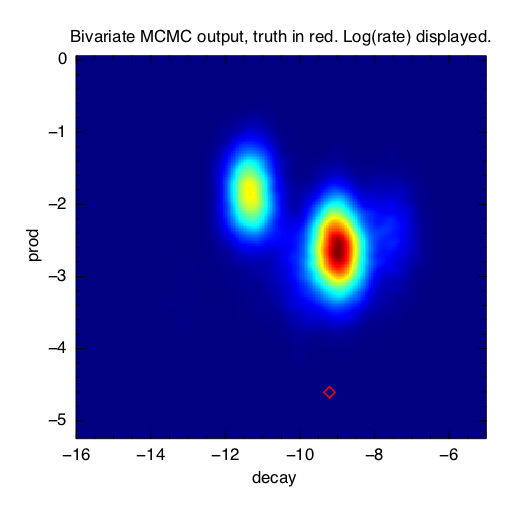 Bivariate MCMC output, truth in red. Log(rate) displayed.
0
−1
−2
−3
−4
−5
prod
−16 −14 −12 −10 −8 −6
decay